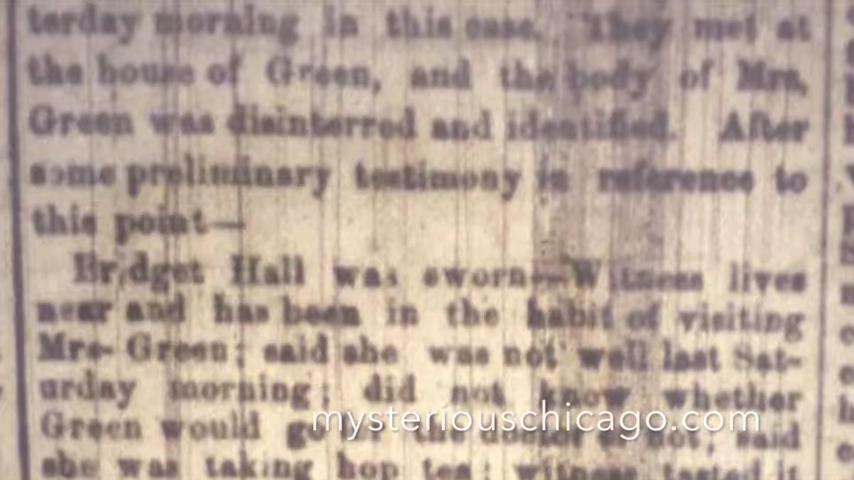 terday morning in this case. They met at
the house of Green, and the body of Mrs.
Green was disinterred and identified. After
some preliminary testimony in reference to
this point—
Bridget Hall was sworn—Witness lives
near and has been in the habit of visiting
Mrs. Green; said she was not well last Sat-
urday morning; did not know whether
Green would go the doctor or not; said
she was taking hop tea; witness tasted it
mysteriouschicago.com